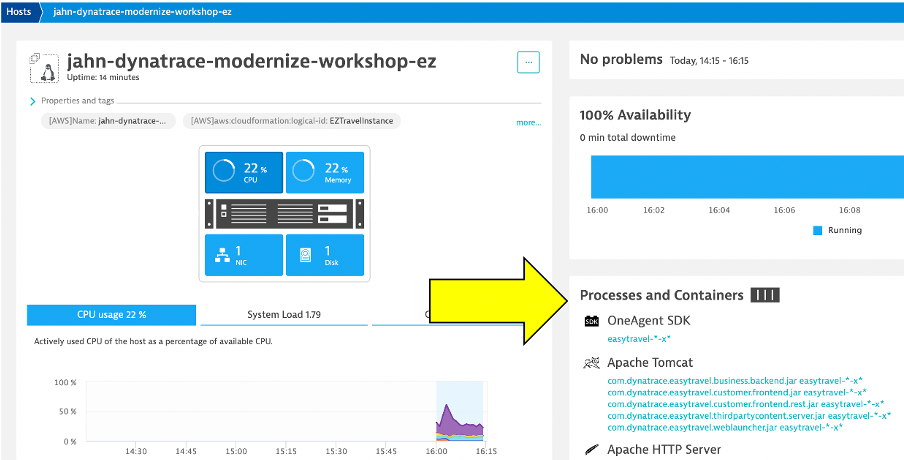 Hosts
jahn-dynatrace-modernize-workshop-ez
jahn-dynatrace-modernize-workshop-ez
Uptime: 14 minutes
...
Properties and tags
[AWS]Name: jahn-dynatrace-...
[AWS]aws:cloudformation:logical-id: EZTravelInstance
more...
22 %
CPU
22 %
Memory
1
NIC
1
Disk
CPU usage 22 %
System Load 1.79
Actively used CPU of the host as a percentage of available CPU.
100 %
50 %
0 %
14:30
14:45
15:00
15:15
15:30
15:45
16:00
16:15
No problems
Today, 14:15 - 16:15
100% Availability
0 min total downtime
16:00
16:02
16:04
16:06
16:08
Running
Processes and Containers
SDK
OneAgent SDK
easytravel-*-x*
Apache Tomcat
com.dynatrace.easytravel.business.backend.jar easytravel-*-x*
com.dynatrace.easytravel.customer.frontend.jar easytravel-*-x*
com.dynatrace.easytravel.customer.frontend.rest.jar easytravel-*-x*
com.dynatrace.easytravel.thirdpartycontent.server.jar easytravel-*-x*
com.dynatrace.easytravel.weblauncher.jar easytravel-*-x*
Apache HTTP Server